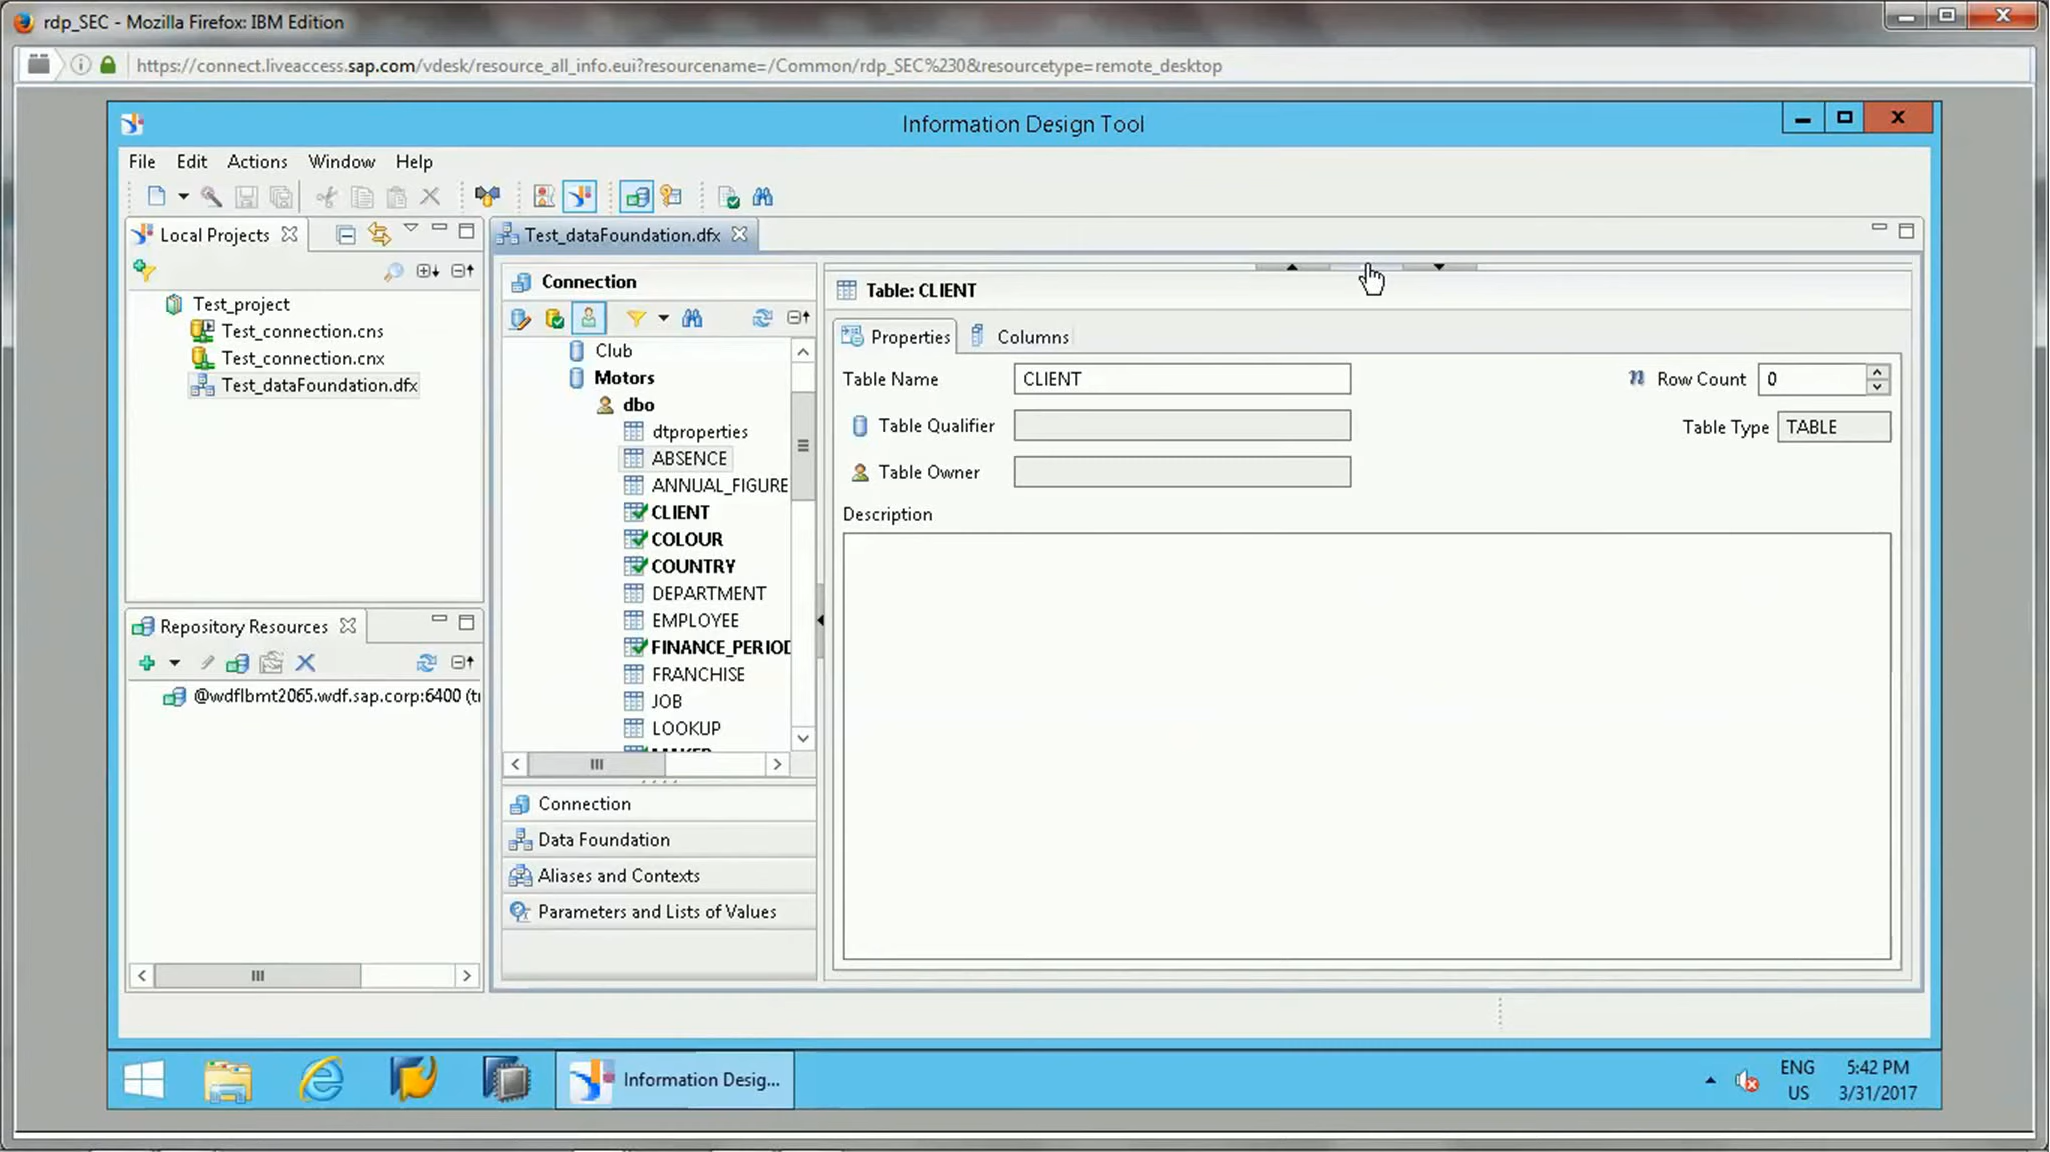 rdp_SEC - Mozilla Firefox: IBM Edition
https://connect.liveaccess.sap.com/vdesk/resource_all_info.eui?resourcename=/Common/rdp_SEC%230&resourcetype=remote_desktop
Information Design Tool
File Edit Actions Window Help
Local Projects
Test_project
Test_connection.cns
Test_connection.cnx
Test_dataFoundation.dfx
Repository Resources
@wdflbmt2065.wdf.sap.corp:6400 (tr
Test_dataFoundation.dfx
Connection
Club
Motors
dbo
dtproperties
ABSENCE
ANNUAL_FIGURE
CLIENT
COLOUR
COUNTRY
DEPARTMENT
EMPLOYEE
FINANCE_PERIOD
FRANCHISE
JOB
LOOKUP
MAKER
Connection
Data Foundation
Aliases and Contexts
Parameters and Lists of Values
Table: CLIENT
Properties Columns
Table Name CLIENT Row Count 0
Table Qualifier Table Type TABLE
Table Owner
Description
Information Desig...
ENG
US
5:42 PM
3/31/2017